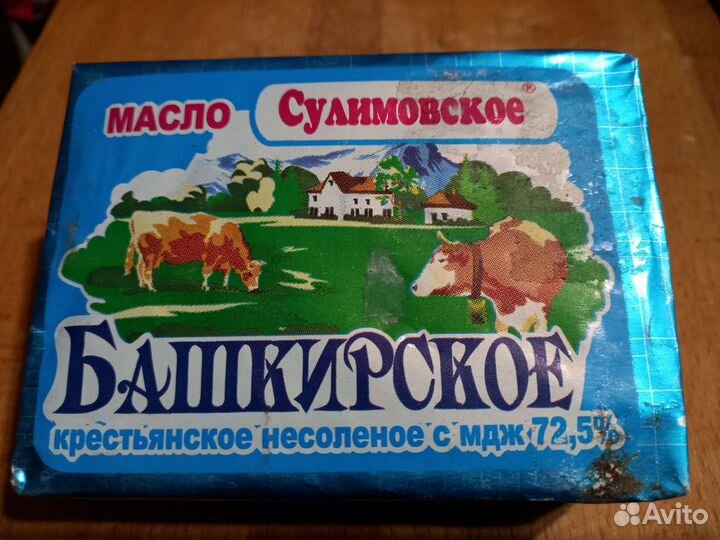 МАСЛО Сулимовское®
БАШКИРСКОЕ
крестьянское несоленое с мдж 72,5%
Avito